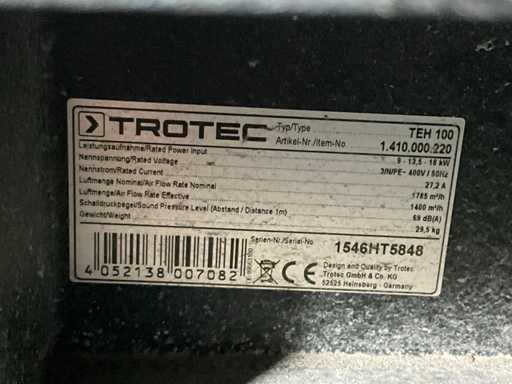 TROTEC Typ/Type TEH 100
Artikel-Nr./Item-No. 1.410.000.220
Leistungsaufnahme/Rated Power Input 9 - 13,5 - 18 kW
Nennspannung/Rated Voltage 3/N/PE~ 400V / 50Hz
Nennstrom/Rated Current 27,2 A
Luftmenge Nominal/Air Flow Rate Nominal 1785 m³/h
Luftmenge/Air Flow Rate Effective 1400 m³/h
Schalldruckpegel/Sound Pressure Level (Abstand / Distance 1m) 69 dB(A)
Gewicht/Weight 29,5 kg
Serien-Nr./Serial-No 1546HT5848
4 052138 007082
CE
Design and Quality by Trotec
Trotec GmbH & Co. KG
52525 Heinsberg - Germany